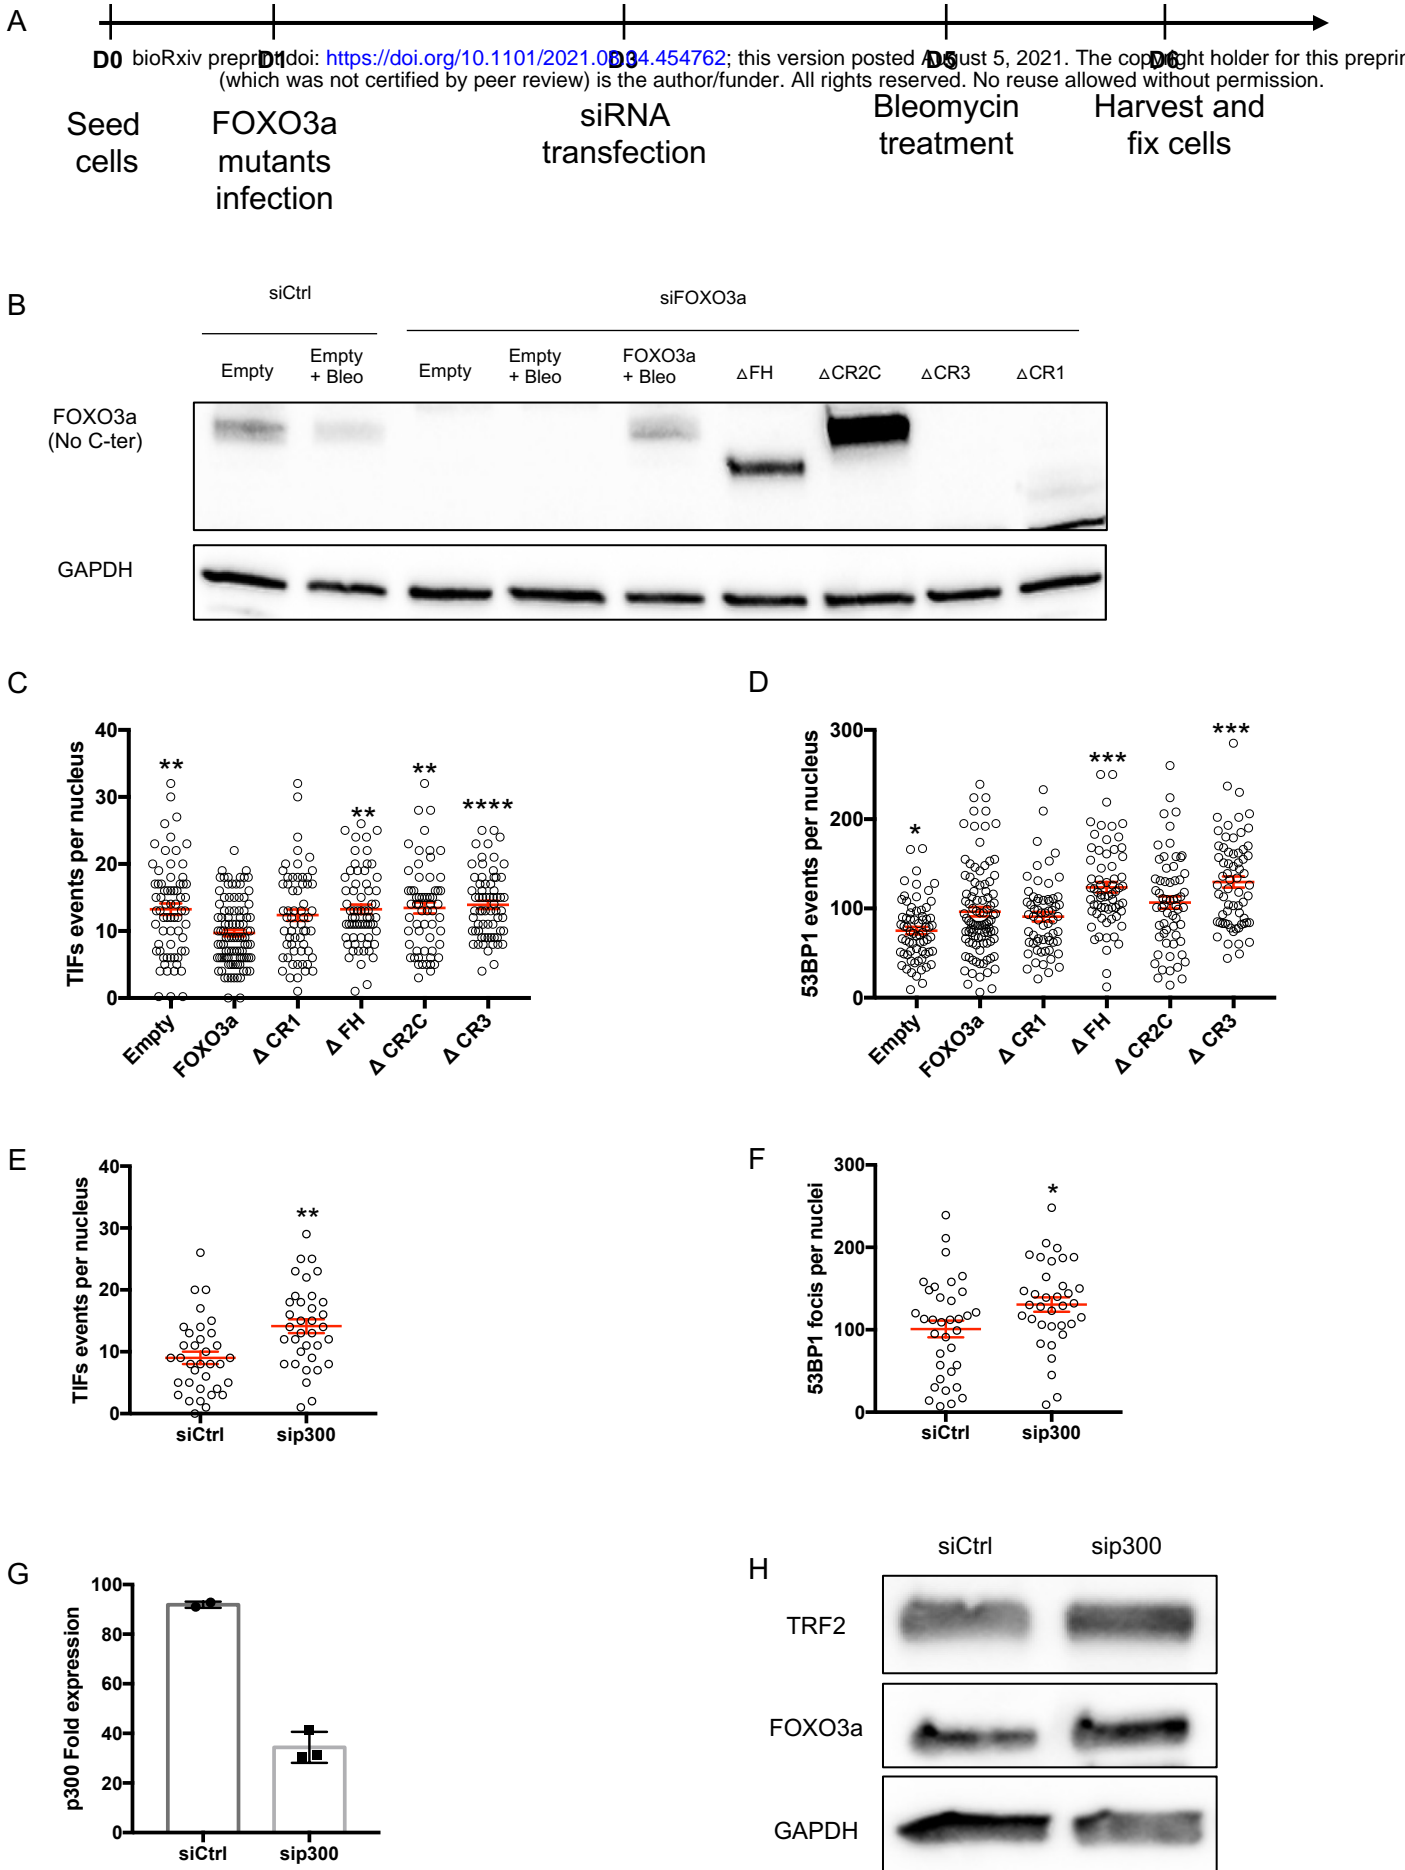 A
D0 D1 D3 D5 D6
bioRxiv preprint doi: https://doi.org/10.1101/2021.08.04.454762; this version posted August 5, 2021. The copyright holder for this preprin
(which was not certified by peer review) is the author/funder. All rights reserved. No reuse allowed without permission.
Seed
cells
FOXO3a
mutants
infection
siRNA
transfection
Bleomycin
treatment
Harvest and
fix cells
B
siCtrl
siFOXO3a
Empty
Empty
+ Bleo
Empty
Empty
+ Bleo
FOXO3a
+ Bleo
△FH
△CR2C
△CR3
△CR1
FOXO3a
(No C-ter)
GAPDH
C
TIFs events per nucleus
40
30
20
10
0
**
**
**
****
Empty
FOXO3a
Δ CR1
Δ FH
Δ CR2C
Δ CR3
D
53BP1 events per nucleus
300
200
100
0
*
***
***
Empty
FOXO3a
Δ CR1
Δ FH
Δ CR2C
Δ CR3
E
TIFs events per nucleus
40
30
20
10
0
**
siCtrl
sip300
F
53BP1 focis per nuclei
300
200
100
0
*
siCtrl
sip300
G
p300 Fold expression
100
80
60
40
20
0
siCtrl
sip300
H
siCtrl
sip300
TRF2
FOXO3a
GAPDH